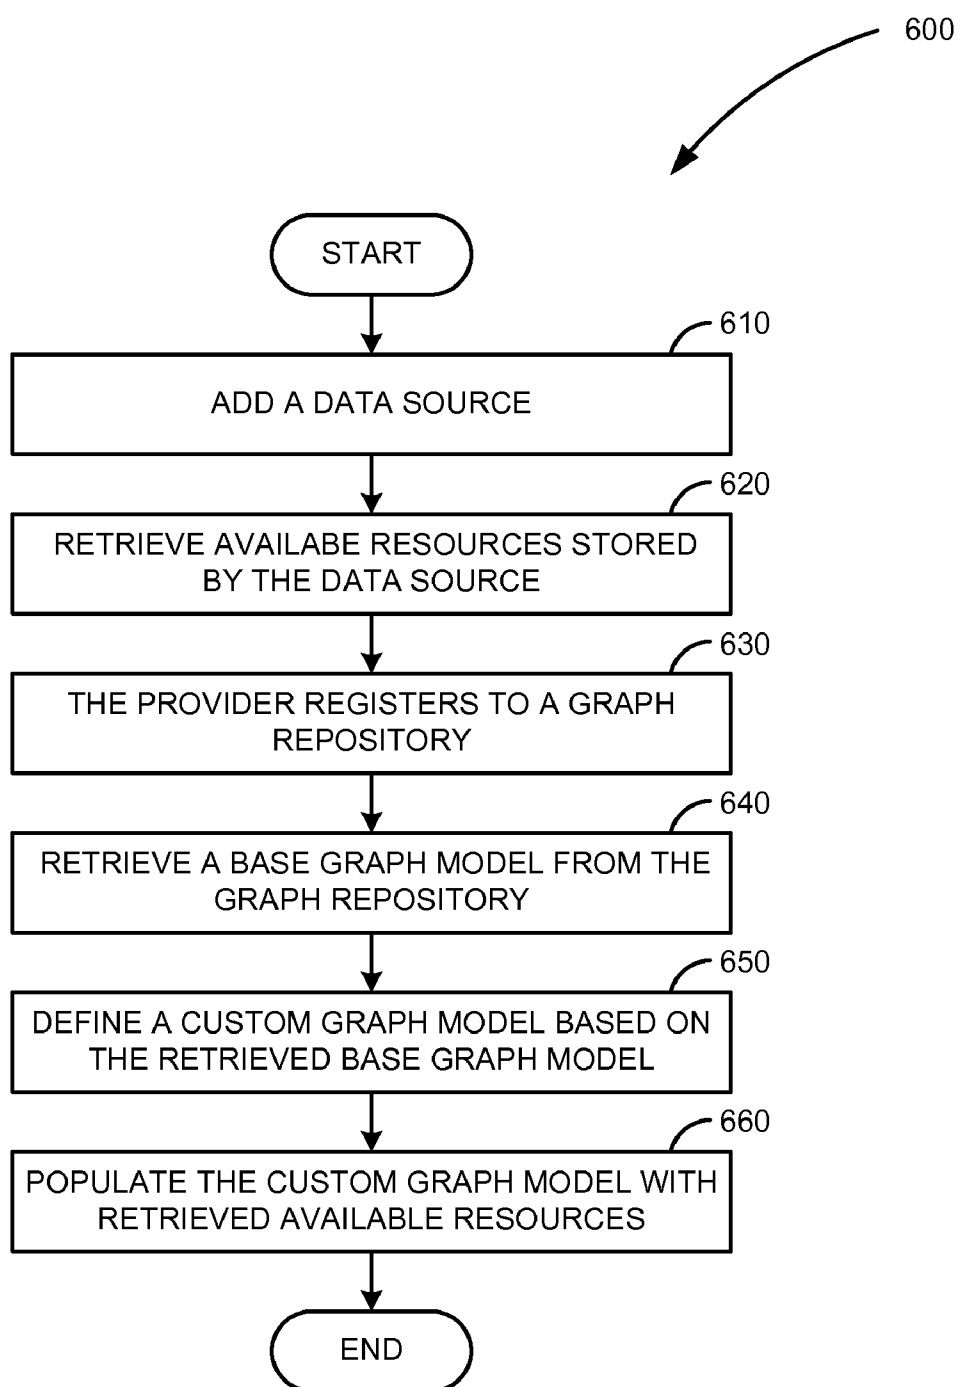 600
START
610
ADD A DATA SOURCE
620
RETRIEVE AVAILABE RESOURCES STORED
BY THE DATA SOURCE
630
THE PROVIDER REGISTERS TO A GRAPH
REPOSITORY
640
RETRIEVE A BASE GRAPH MODEL FROM THE
GRAPH REPOSITORY
650
DEFINE A CUSTOM GRAPH MODEL BASED ON
THE RETRIEVED BASE GRAPH MODEL
660
POPULATE THE CUSTOM GRAPH MODEL WITH
RETRIEVED AVAILABLE RESOURCES
END